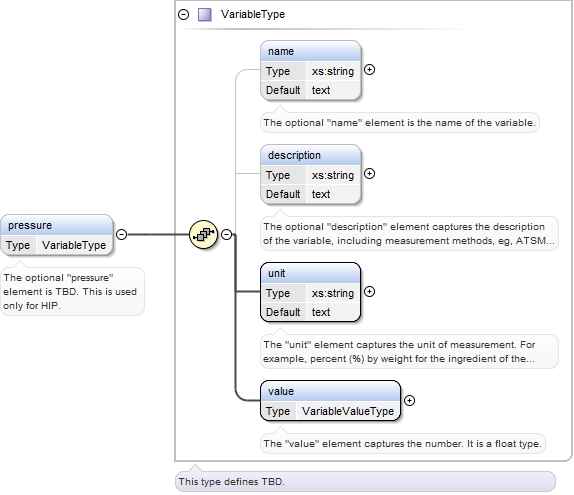 VariableType
name
Type xs:string
Default text
The optional "name" element is the name of the variable.
description
Type xs:string
Default text
The optional "description" element captures the description
of the variable, including measurement methods, eg, ATSM...
pressure
Type VariableType
The optional "pressure"
element is TBD. This is used
only for HIP.
unit
Type xs:string
Default text
The "unit" element captures the unit of measurement. For
example, percent (%) by weight for the ingredient of the...
value
Type VariableValueType
The "value" element captures the number. It is a float type.
This type defines TBD.